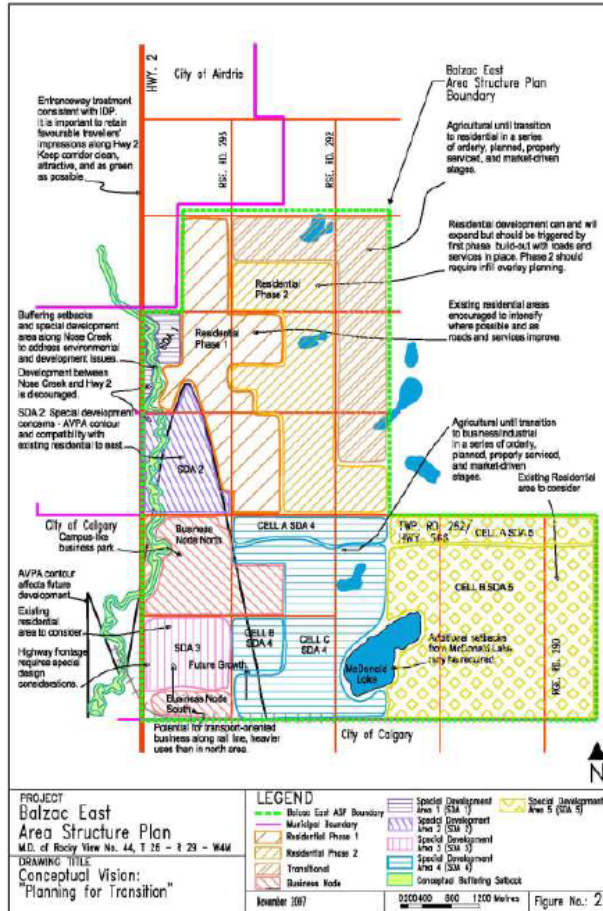 HWY. 2
City of Airdrie
Balzac East
Area Structure Plan
Boundary
Entranceway treatment
consistent with IDP.
It is important to retain
favourable travellers'
impressions along Hwy 2
Keep corridor clean,
attractive, and as green
as possible.
RGE. RD. 293
RGE. RD. 292
Agricultural until transition
to residential in a series
of orderly, planned, properly
serviced, and market-driven
stages.
Residential development can and will
expand but should be triggered by
first phase build-out with roads and
services in place. Phase 2 should
require infill overlay planning.
Residential
Phase 2
Existing residential areas
encouraged to intensify
where possible and as
roads and services improve.
Buffering setbacks
and special development
area along Nose Creek
to address environmental
and development issues.
SDA 1
Residential
Phase 1
Development between
Nose Creek and Hwy 2
is discouraged.
SDA 2 Special development
concerns - AVPA contour
and compatibility with
existing residential to east.
SDA 2
Agricultural until transition
to business/industrial
in a series of orderly,
planned, properly serviced,
and market-driven
stages.
Existing Residential
area to consider
City of Calgary
Campus-like
business park
Business
Node North
CELL A SDA 4
TWP. RD. 262/
HWY. 566
CELL A SDA 5
CELL B SDA 5
AVPA contour
affects future
development
Existing
residential
area to consider
Highway frontage
requires special
design
considerations.
SDA 3
CELL B
SDA 4
CELL C
SDA 4
Future Growth
McDonald
Lake
Additional setbacks
from McDonald Lake
may be required.
RGE. RD. 290
Business Node
South
Potential for transport-oriented
business along rail line, heavier
uses than in north area.
City of Calgary
N
PROJECT
Balzac East
Area Structure Plan
M.D. of Rocky View No. 44, T 26 - R 29 - W4M
DRAWING TITLE
Conceptual Vision:
"Planning for Transition"
LEGEND
Balzac East ASP Boundary
Municipal Boundary
Residential Phase 1
Residential Phase 2
Transitional
Business Node
Special Development
Area 1 (SDA 1)
Special Development
Area 2 (SDA 2)
Special Development
Area 3 (SDA 3)
Special Development
Area 4 (SDA 4)
Conceptual Buffering Setback
Special Development
Area 5 (SDA 5)
November 2007
0 200 400 800 1200 Metres
Figure No.: 2